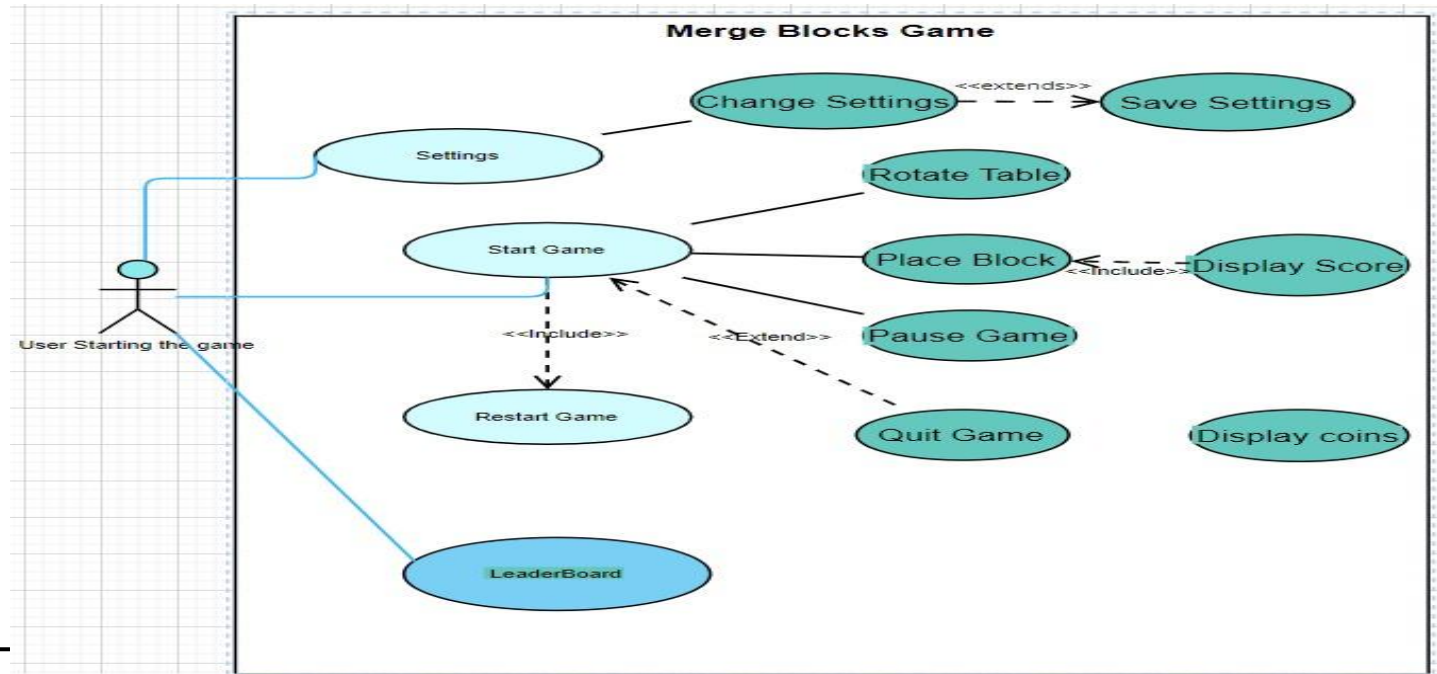 Merge Blocks Game
Change Settings
<<extends>>
Save Settings
Settings
Rotate Table
Start Game
Place Block
<<Include>>
Display Score
User Starting the game
<<Include>>
<<Extend>>
Pause Game
Restart Game
Quit Game
Display coins
LeaderBoard